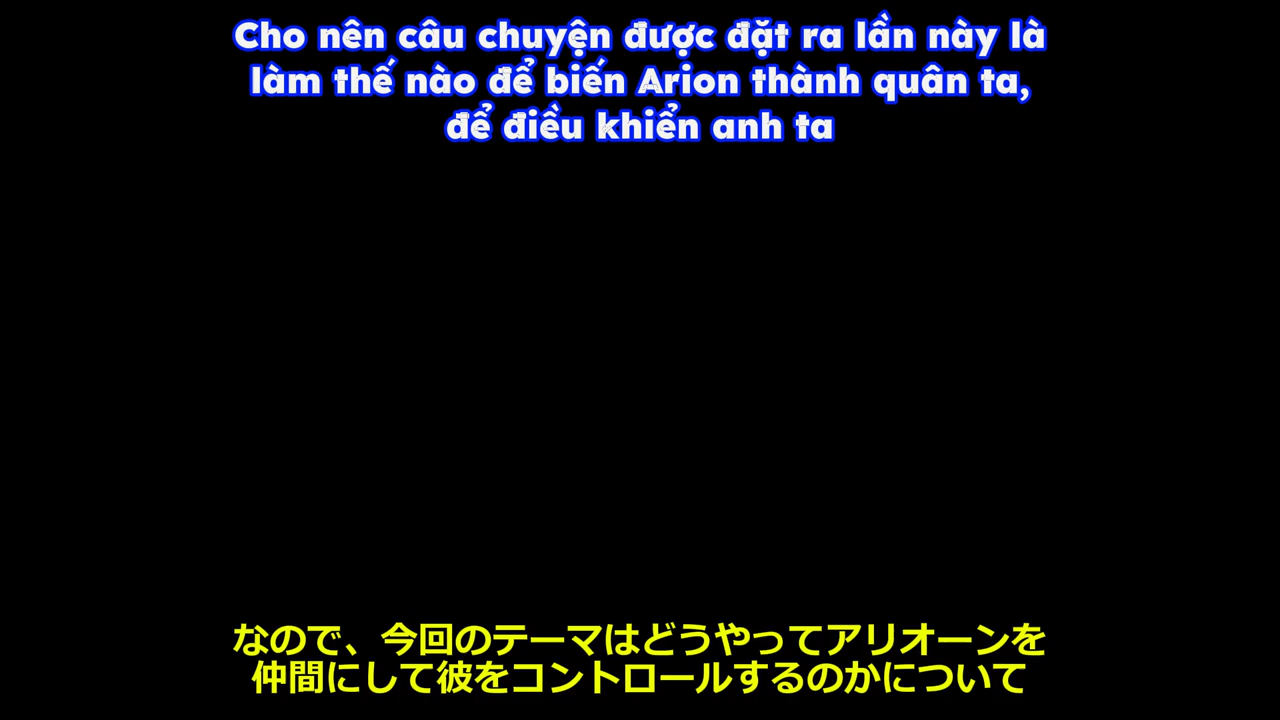 Cho nên câu chuyện được đặt ra lần này là
làm thế nào để biến Arion thành quân ta,
để điều khiển anh ta
なので、今回のテーマはどうやってアリオーンを
仲間にして彼をコントロールするのかについて